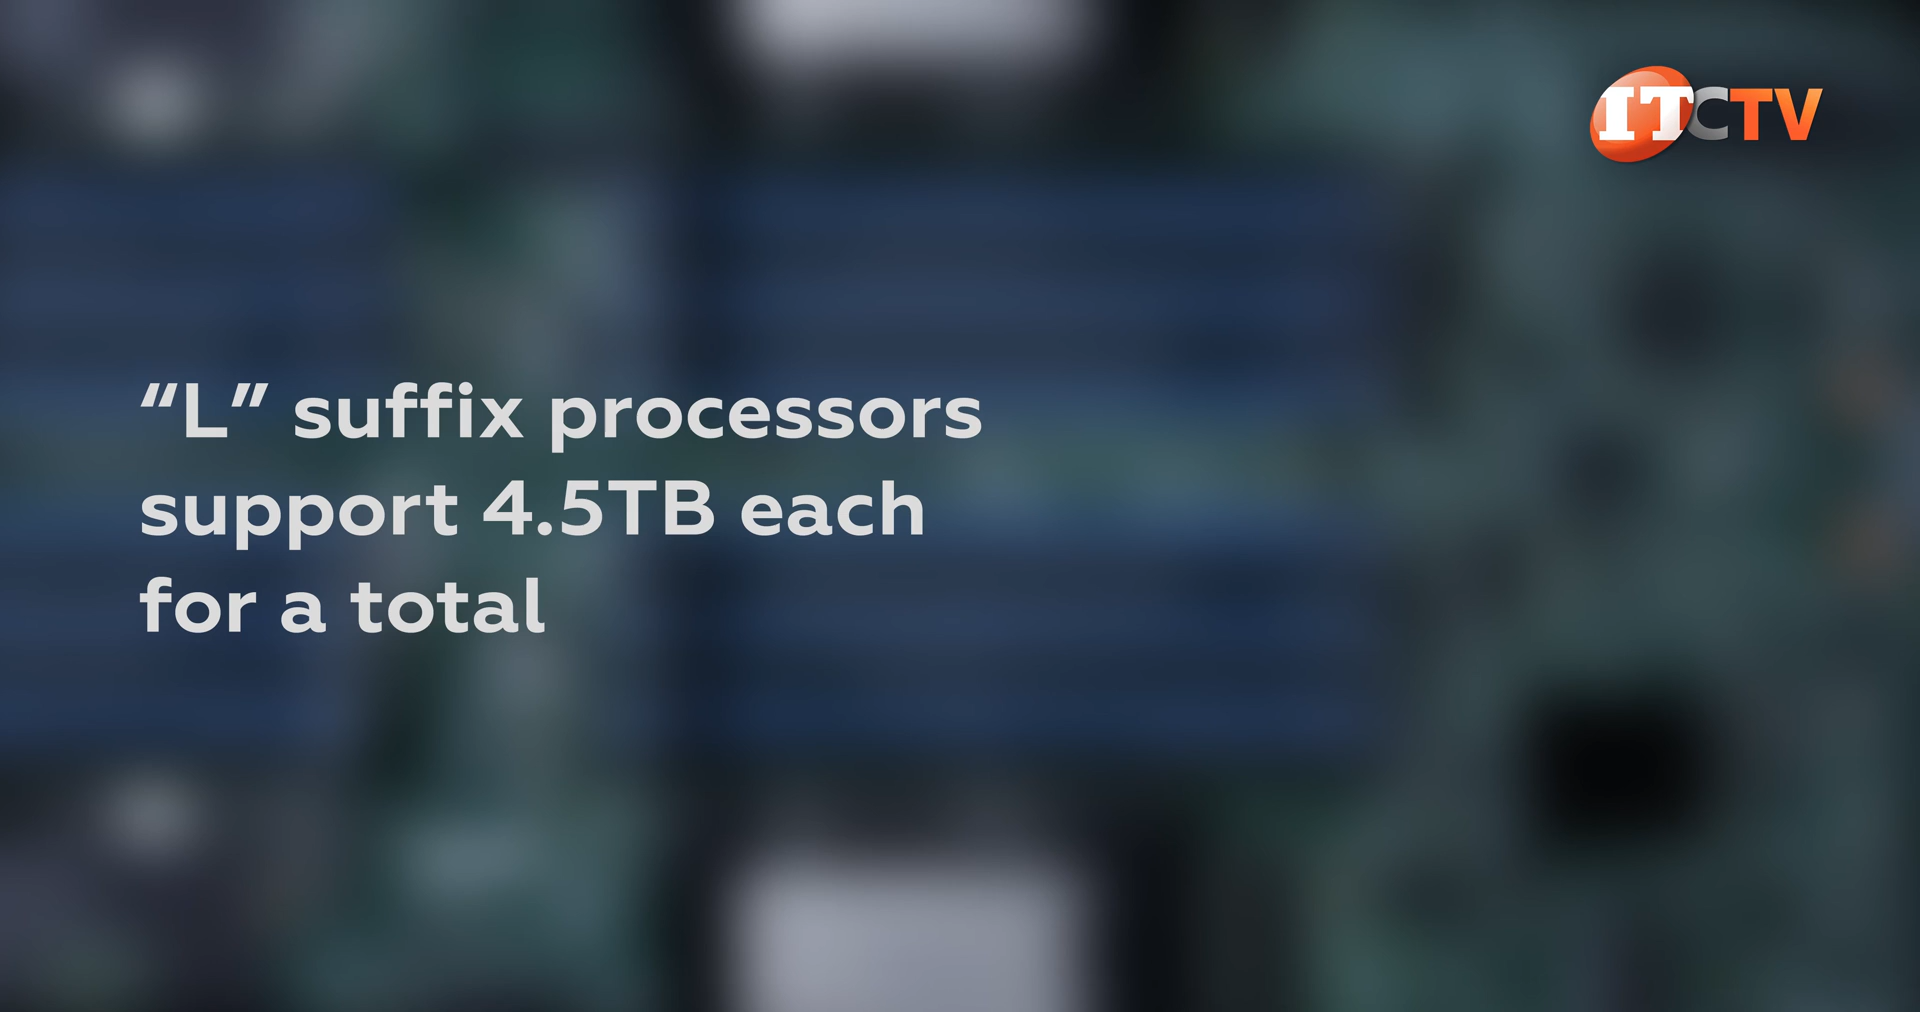 ITCTV
“L” suffix processors
support 4.5TB each
for a total